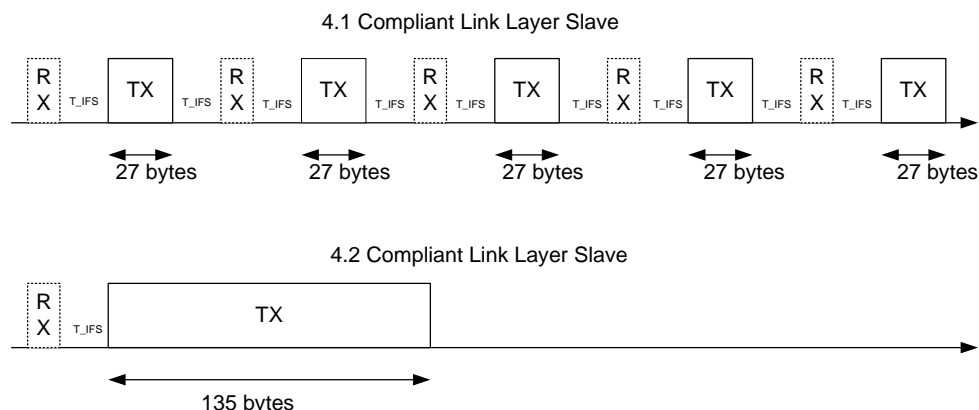 4.1 Compliant Link Layer Slave
R X T_IFS TX T_IFS R X T_IFS TX T_IFS R X T_IFS TX T_IFS R X T_IFS TX T_IFS R X T_IFS TX
27 bytes 27 bytes 27 bytes 27 bytes 27 bytes
4.2 Compliant Link Layer Slave
R X T_IFS TX
135 bytes